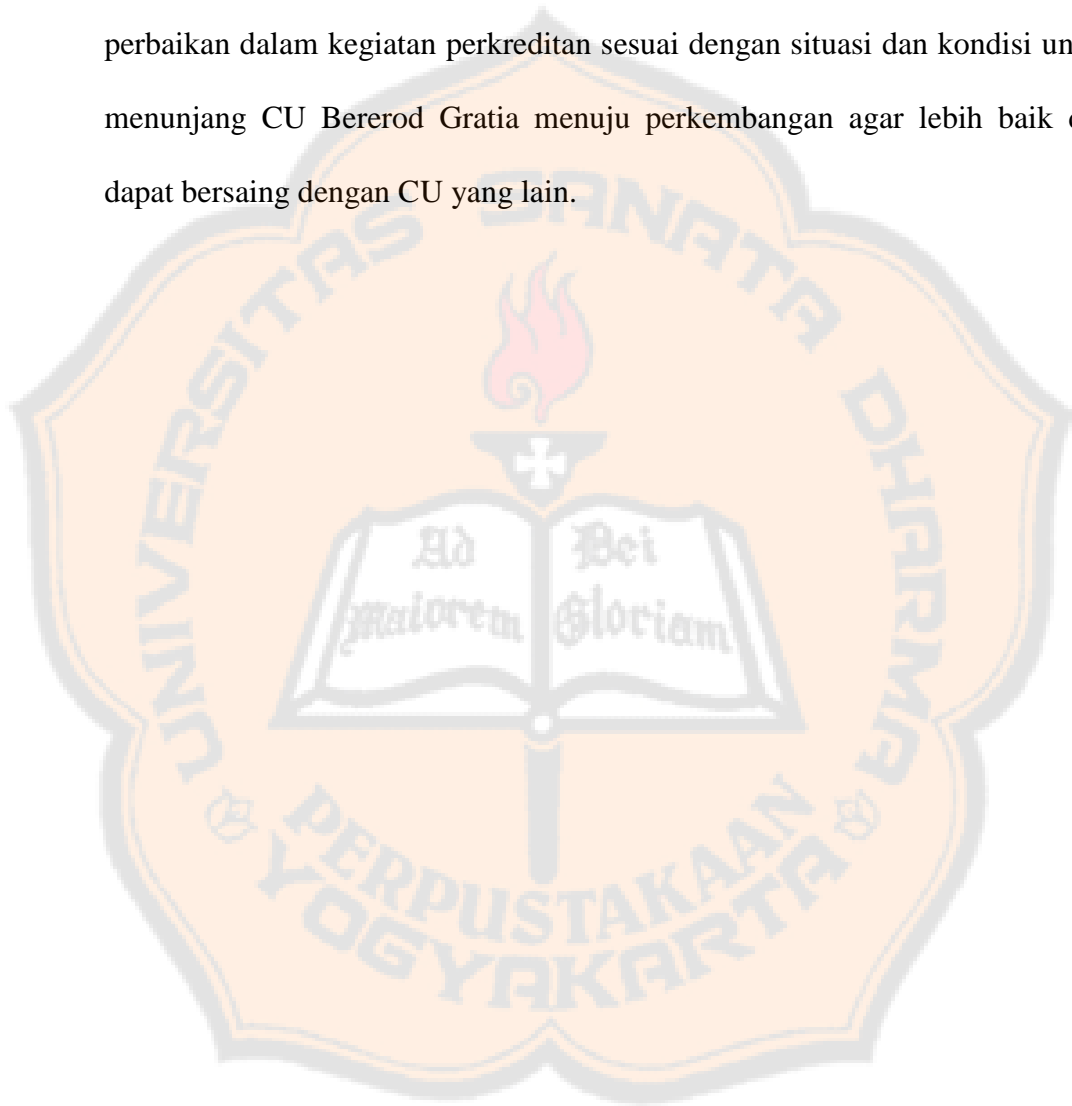 perbaikan dalam kegiatan perkreditan sesuai dengan situasi dan kondisi un
menunjang CU Bererod Gratia menuju perkembangan agar lebih baik
dapat bersaing dengan CU yang lain.
UNIVERSITAS SANATA DHARMA
Ad Dei
Maiorem Gloriam
PERPUSTAKAAN
YOGYAKARTA